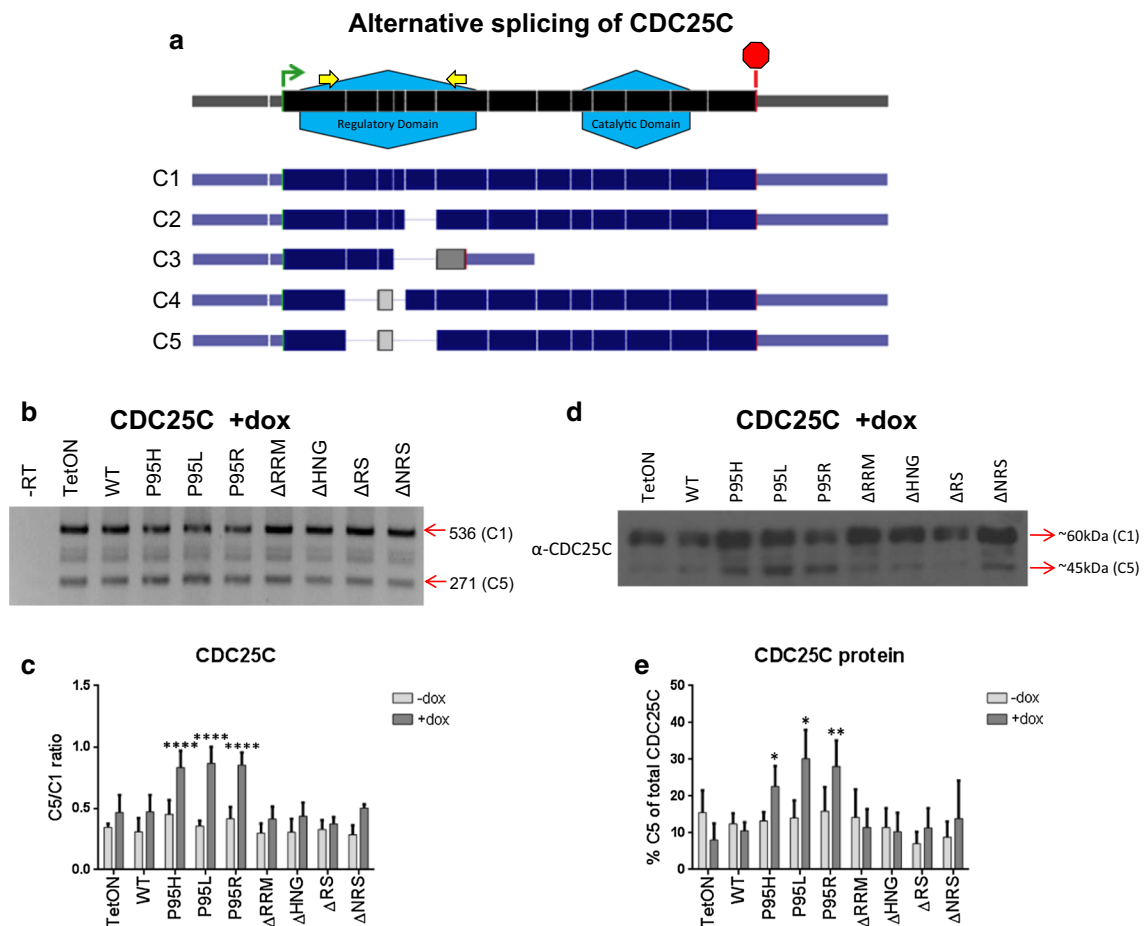 Alternative splicing of CDC25C
a
Regulatory Domain
Catalytic Domain
C1
C2
C3
C4
C5
b
CDC25C +dox
-RT
TetON
WT
P95H
P95L
P95R
ΔRRM
ΔHNG
ΔRS
ΔNRS
536 (C1)
271 (C5)
c
CDC25C
C5/C1 ratio
1.5
1.0
0.5
0.0
****
****
****
-dox
+dox
TetON
WT
P95H
P95L
P95R
ΔRRM
ΔHNG
ΔRS
ΔNRS
d
CDC25C +dox
TetON
WT
P95H
P95L
P95R
ΔRRM
ΔHNG
ΔRS
ΔNRS
α-CDC25C
~60kDa (C1)
~45kDa (C5)
e
CDC25C protein
% C5 of total CDC25C
50
40
30
20
10
0
*
*
**
-dox
+dox
TetON
WT
P95H
P95L
P95R
ΔRRM
ΔHNG
ΔRS
ΔNRS